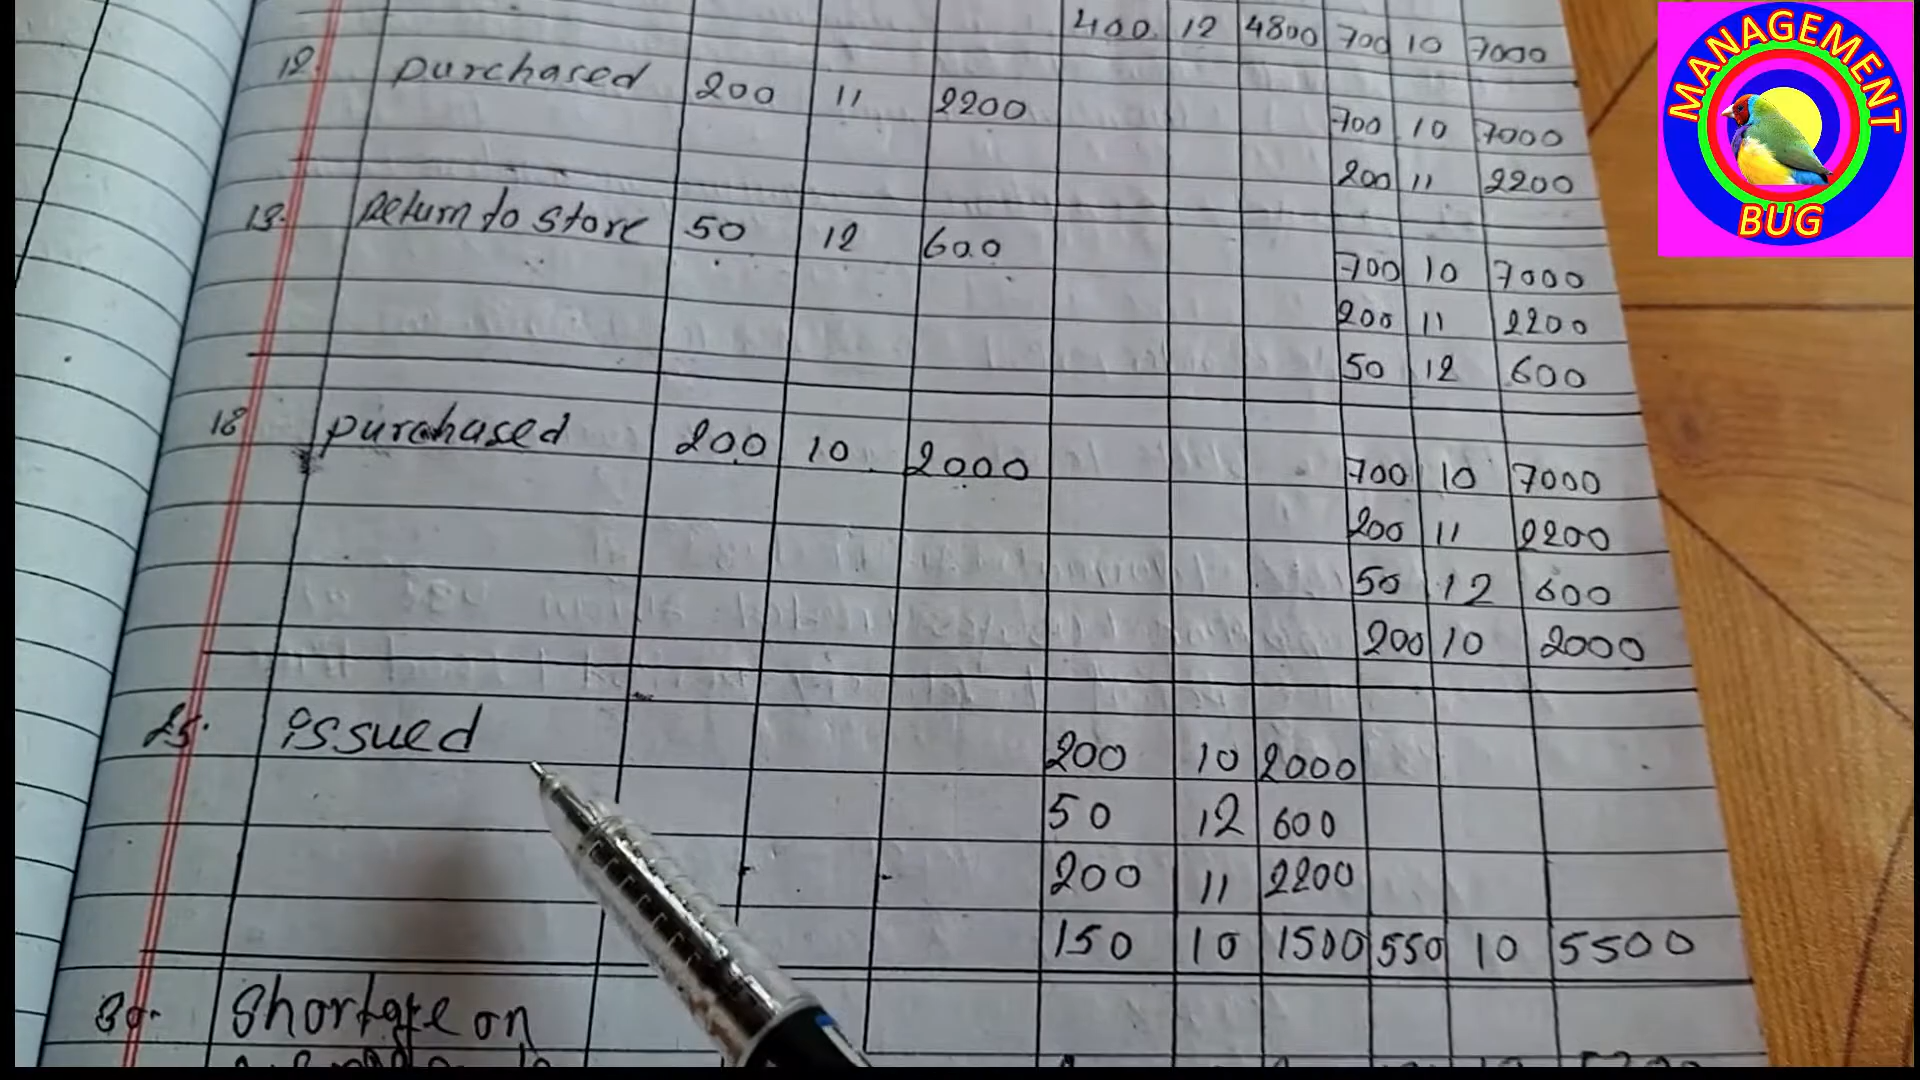 400 12 4800 700 10 7000
12. purchased 200 11 2200
700 10 7000
200 11 2200
13. Return to store 50 12 600
700 10 7000
200 11 2200
50 12 600
18 purchased 200 10 2000
700 10 7000
200 11 2200
50 12 600
200 10 2000
25. issued 200 10 2000
50 12 600
200 11 2200
150 10 1500 550 10 5500
30. Shortage on
MANAGEMENT
BUG